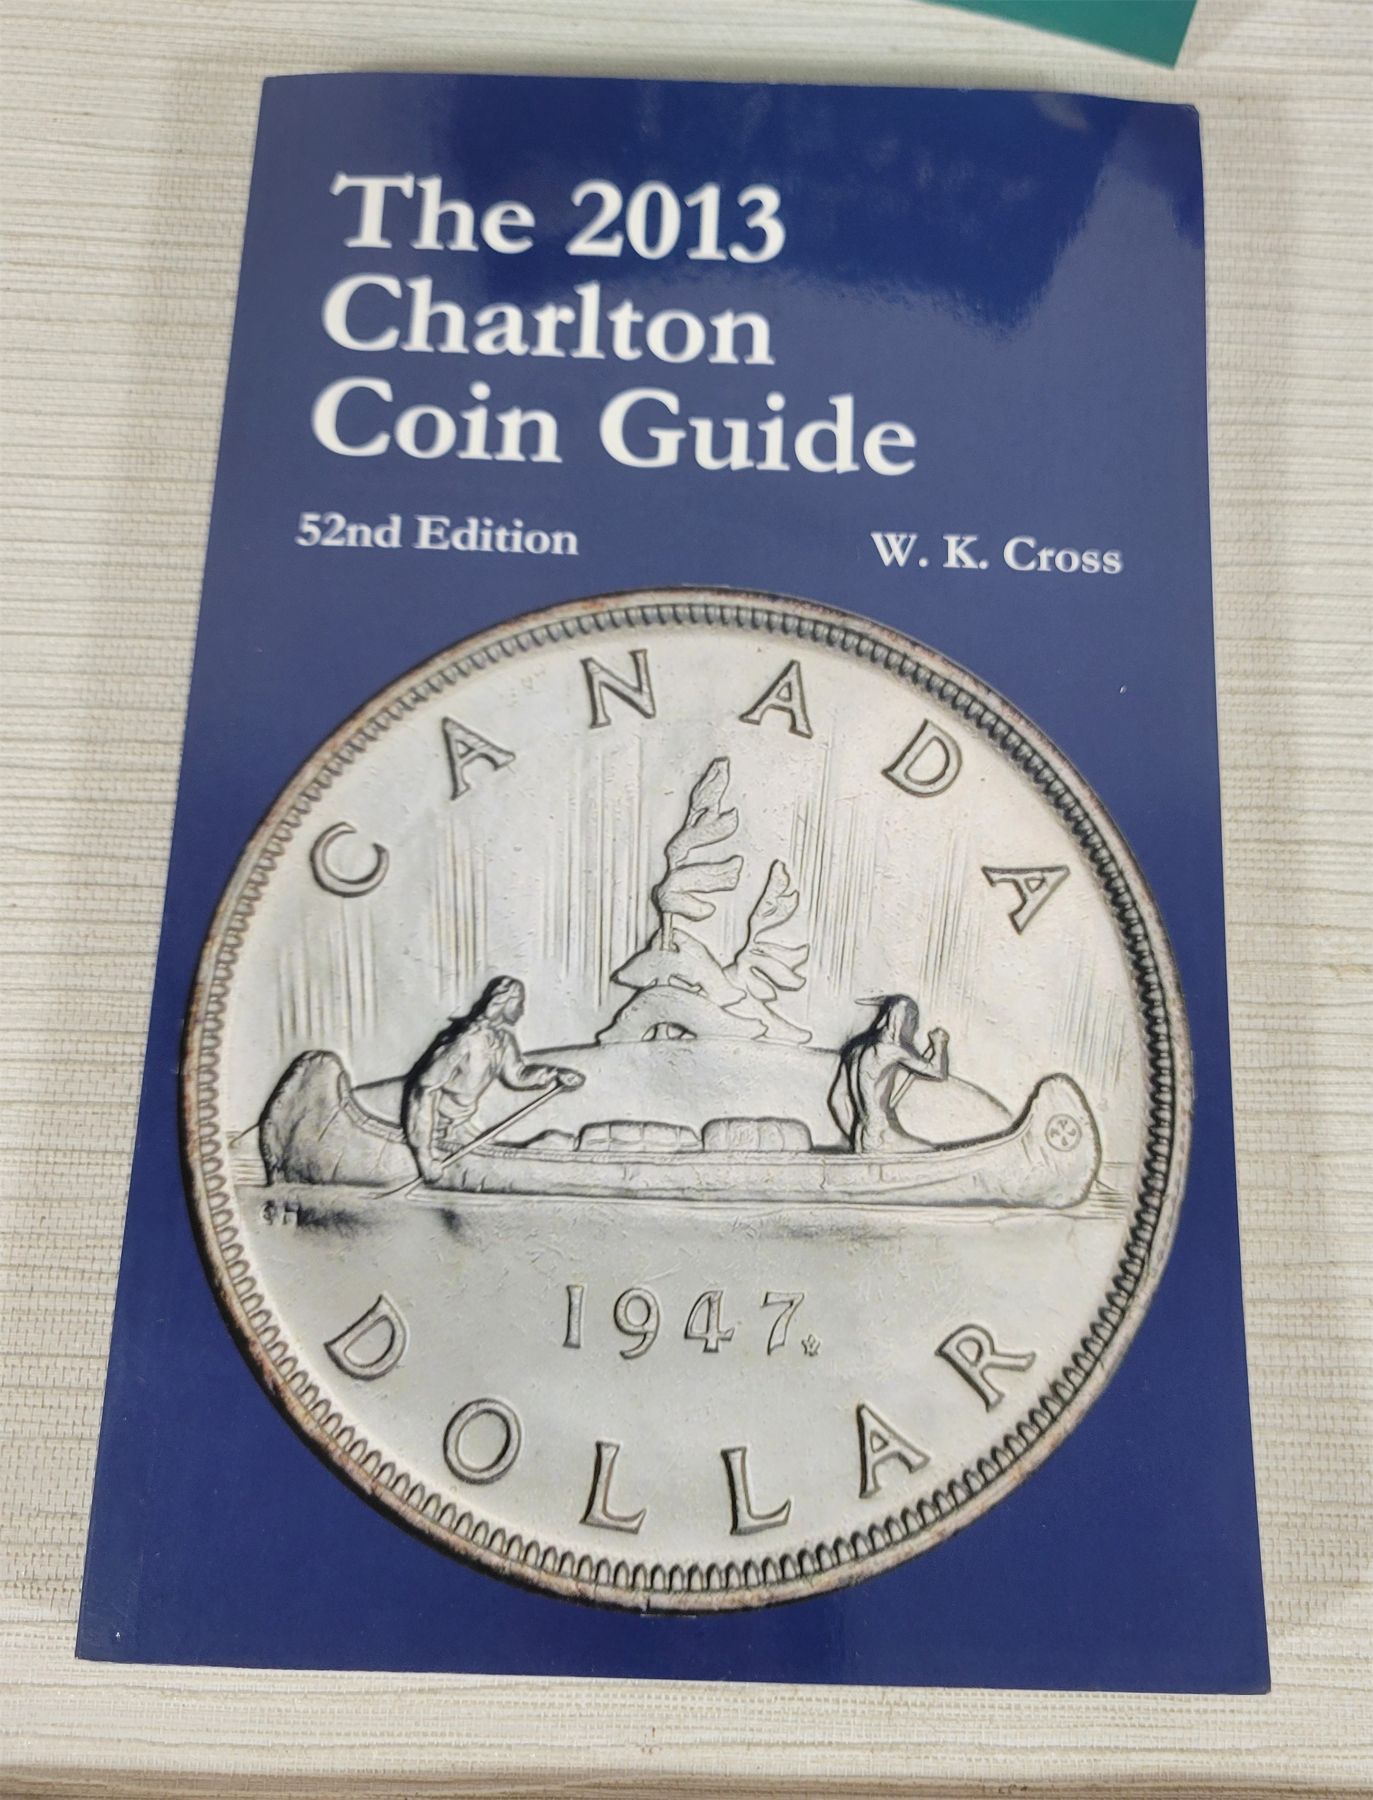 The 2013
Charlton
Coin Guide
52nd Edition
W. K. Cross
CANADA
1947
DOLLAR